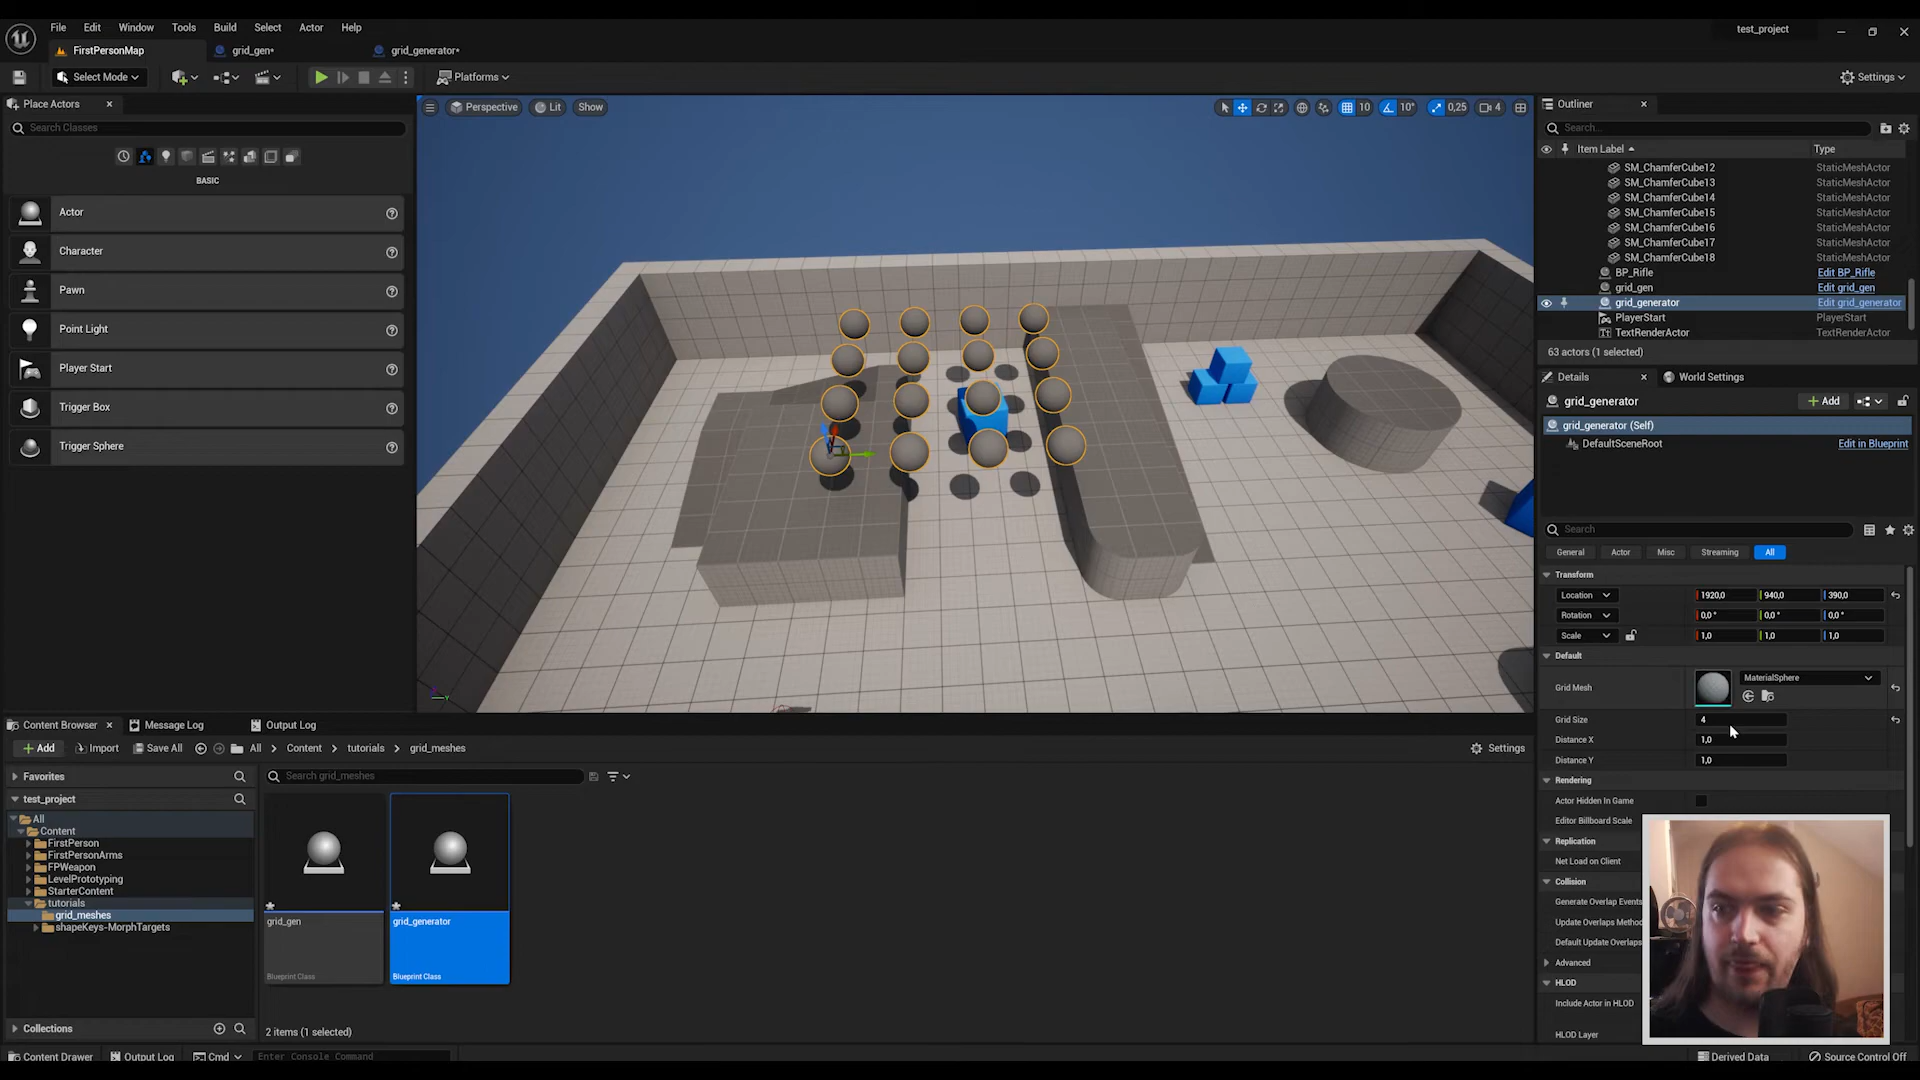 File Edit Window Tools Build Select Actor Help
test_project
FirstPersonMap grid_gen* grid_generator*
Select Mode Platforms Settings
Place Actors
Search Classes
BASIC
Actor
Character
Pawn
Point Light
Player Start
Trigger Box
Trigger Sphere
Perspective Lit Show 10 10° 0,25 4
Outliner
Search...
Item Label Type
SM_ChamferCube12 StaticMeshActor
SM_ChamferCube13 StaticMeshActor
SM_ChamferCube14 StaticMeshActor
SM_ChamferCube15 StaticMeshActor
SM_ChamferCube16 StaticMeshActor
SM_ChamferCube17 StaticMeshActor
SM_ChamferCube18 StaticMeshActor
BP_Rifle Edit BP_Rifle
grid_gen Edit grid_gen
grid_generator Edit grid_generator
PlayerStart PlayerStart
TextRenderActor TextRenderActor
63 actors (1 selected)
Details World Settings
grid_generator Add
grid_generator (Self)
DefaultSceneRoot Edit in Blueprint
Search
General Actor Misc Streaming All
Transform
Location 1920,0 940,0 390,0
Rotation 0,0° 0,0° 0,0°
Scale 1,0 1,0 1,0
Default
Grid Mesh MaterialSphere
Grid Size 4
Distance X 1,0
Distance Y 1,0
Rendering
Actor Hidden In Game
Editor Billboard Scale
Replication
Net Load on Client
Collision
Generate Overlap Events
Update Overlaps Metho
Default Update Overlaps
Advanced
HLOD
Include Actor in HLOD
HLOD Layer
Content Browser Message Log Output Log
Add Import Save All All Content tutorials grid_meshes Settings
Favorites
Search grid_meshes
test_project
All
Content
FirstPerson
FirstPersonArms
FPWeapon
LevelPrototyping
StarterContent
tutorials
grid_meshes
shapeKeys-MorphTargets
Collections
grid_gen
Blueprint Class
grid_generator
Blueprint Class
2 items (1 selected)
Content Drawer Output Log Cmd Enter Console Command Derived Data Source Control Off